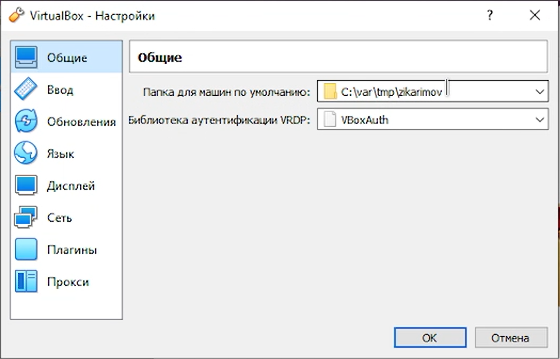 VirtualBox - Настройки
Общие
Ввод
Обновления
Язык
Дисплей
Сеть
Плагины
Прокси
Общие
Папка для машин по умолчанию: C:\var\tmp\zikarimov
Библиотека аутентификации VRDP: VBoxAuth
OK Отмена